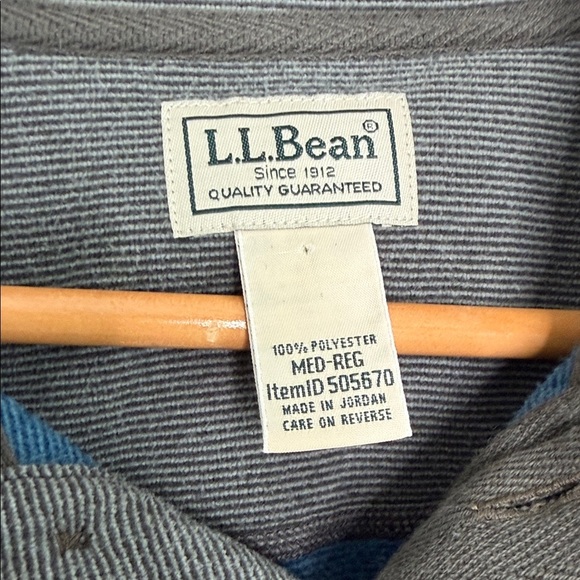 L.L.Bean®
Since 1912
QUALITY GUARANTEED
100% POLYESTER
MED-REG
ItemID 505670
MADE IN JORDAN
CARE ON REVERSE